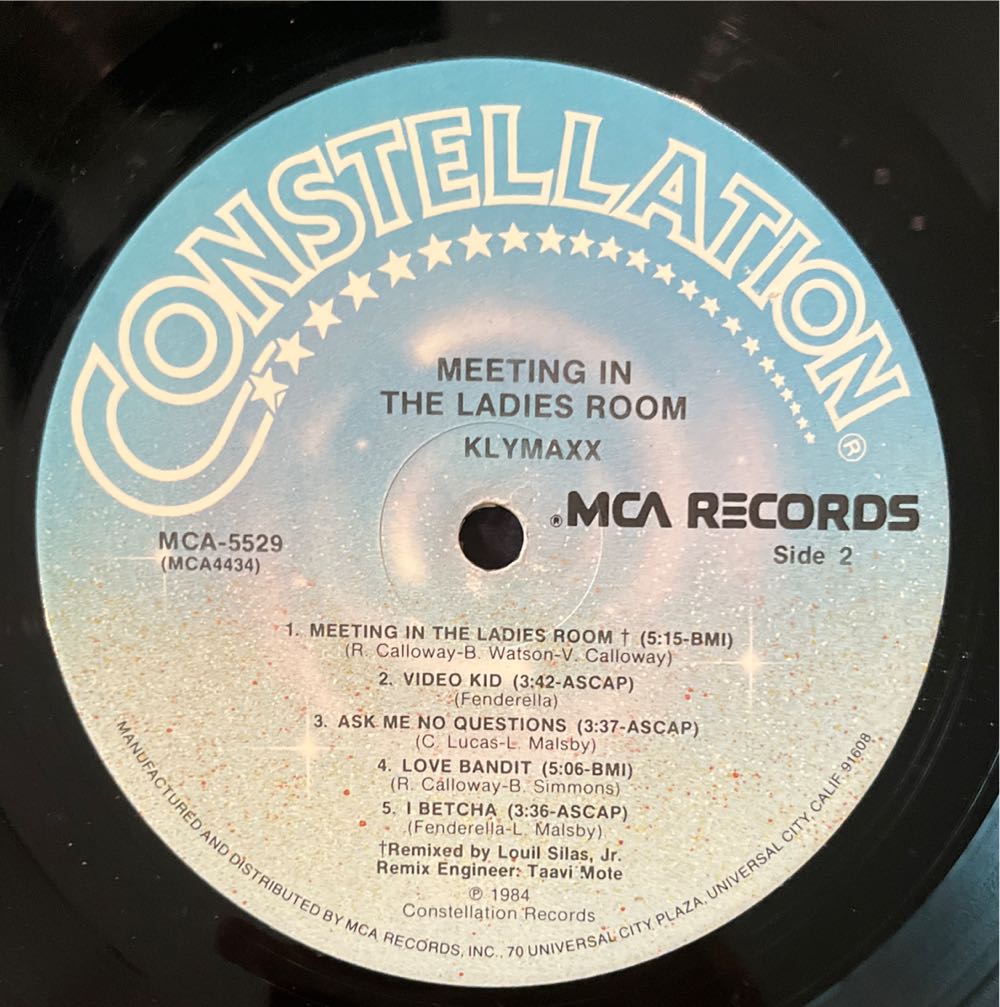 CONSTELLATION®
MEETING IN
THE LADIES ROOM
KLYMAXX
®MCA RECORDS
MCA-5529
(MCA4434)
Side 2
1. MEETING IN THE LADIES ROOM † (5:15-BMI)
(R. Calloway-B. Watson-V. Calloway)
2. VIDEO KID (3:42-ASCAP)
(Fenderella)
3. ASK ME NO QUESTIONS (3:37-ASCAP)
(C. Lucas-L. Malsby)
4. LOVE BANDIT (5:06-BMI)
(R. Calloway-B. Simmons)
5. I BETCHA (3:36-ASCAP)
(Fenderella-L. Malsby)
†Remixed by Louil Silas, Jr.
Remix Engineer: Taavi Mote
℗ 1984
Constellation Records
MANUFACTURED AND DISTRIBUTED BY MCA RECORDS, INC., 70 UNIVERSAL CITY PLAZA, UNIVERSAL CITY, CALIF. 91608